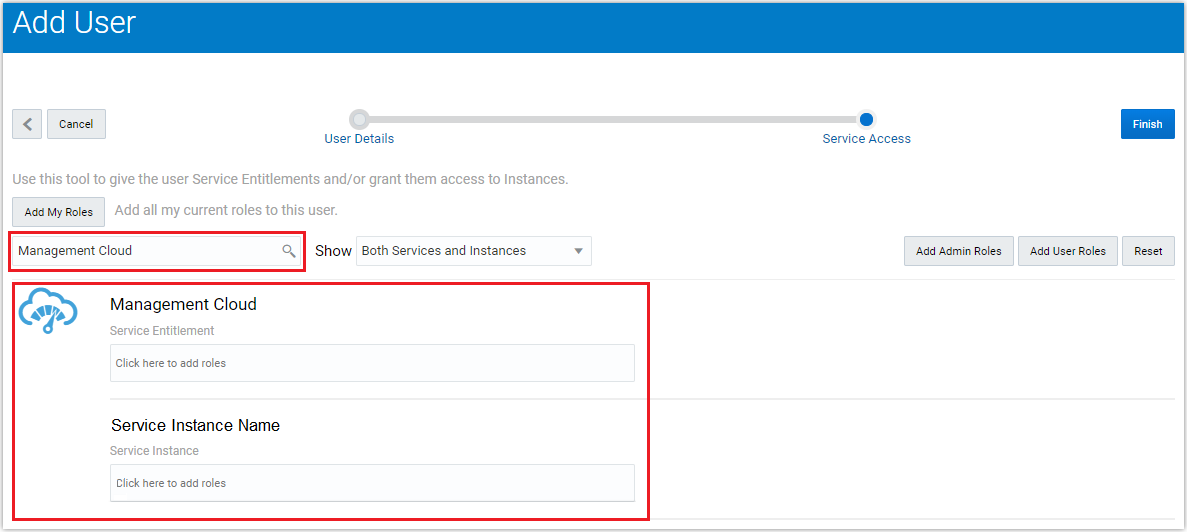 Add User
Cancel
User Details
Service Access
Finish
Use this tool to give the user Service Entitlements and/or grant them access to Instances.
Add My Roles Add all my current roles to this user.
Management Cloud Show Both Services and Instances Add Admin Roles Add User Roles Reset
Management Cloud
Service Entitlement
Click here to add roles
Service Instance Name
Service Instance
Click here to add roles